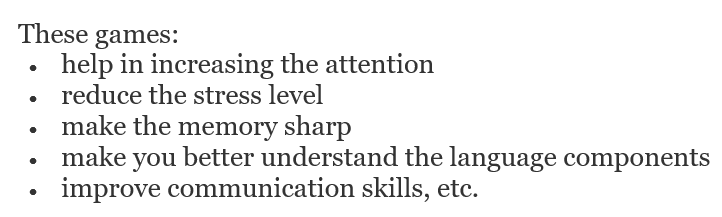 These games:
• help in increasing the attention
• reduce the stress level
• make the memory sharp
• make you better understand the language components
• improve communication skills, etc.